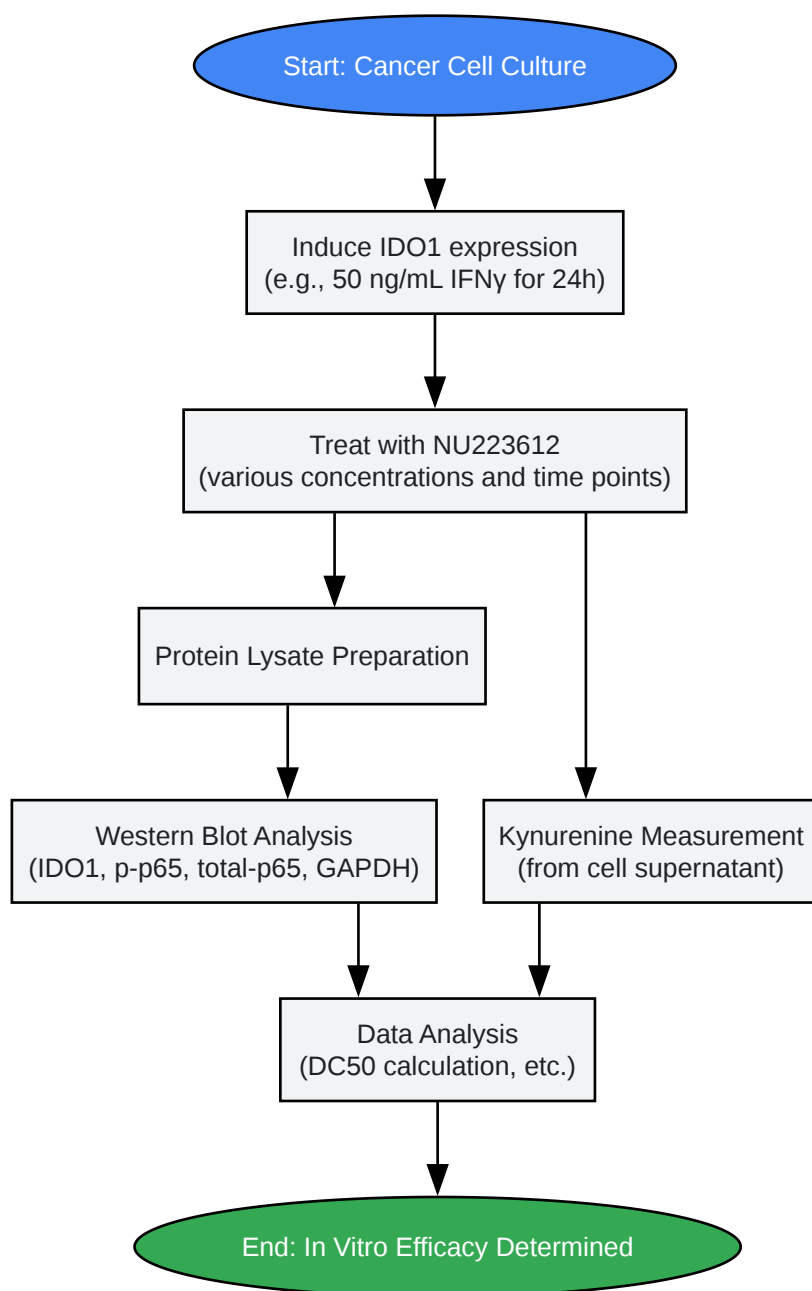 Start: Cancer Cell Culture
Induce IDO1 expression
(e.g., 50 ng/mL IFNγ for 24h)
Treat with NU223612
(various concentrations and time points)
Protein Lysate Preparation
Western Blot Analysis
(IDO1, p-p65, total-p65, GAPDH)
Kynurenine Measurement
(from cell supernatant)
Data Analysis
(DC50 calculation, etc.)
End: In Vitro Efficacy Determined